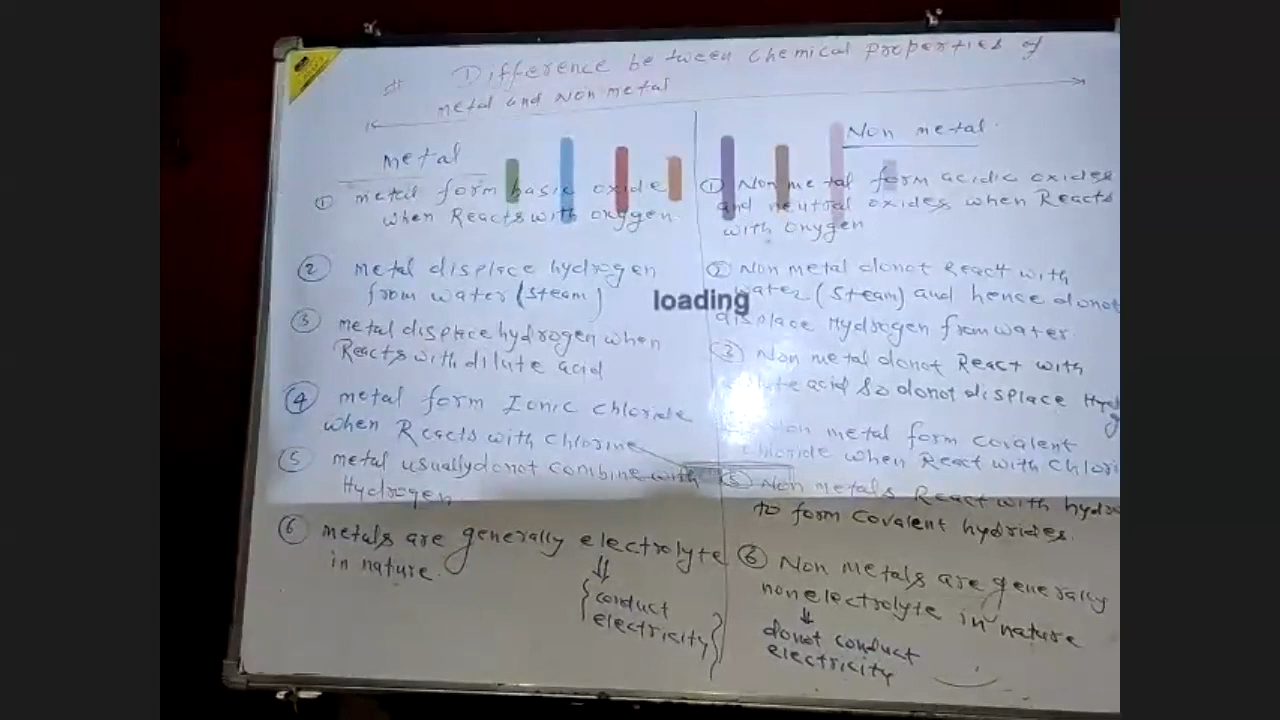 # Difference between chemical properties of
metal and Non metal
metal
① metal form basic oxide
when Reacts with oxygen.
② metal displace hydrogen
from water (steam)
③ metal displace hydrogen when
Reacts with dilute acid
④ metal form Ionic chloride
when Reacts with chlorine
⑤ metal usually donot combine with
Hydrogen
⑥ metals are generally electrolyte
in nature.
conduct
electricity
Non metal
① Non metal form acidic oxides
and neutral oxides when Reacts
with oxygen
② Non metal donot React with
water (steam) and hence donot
displace Hydrogen from water.
③ Non metal donot React with
acid so donot displace
Non metal form covalent
chloride when React with
⑤ Non metals React with
to form covalent hydrides.
⑥ Non metals are generally
nonelectrolyte in nature
donot conduct
electricity
loading